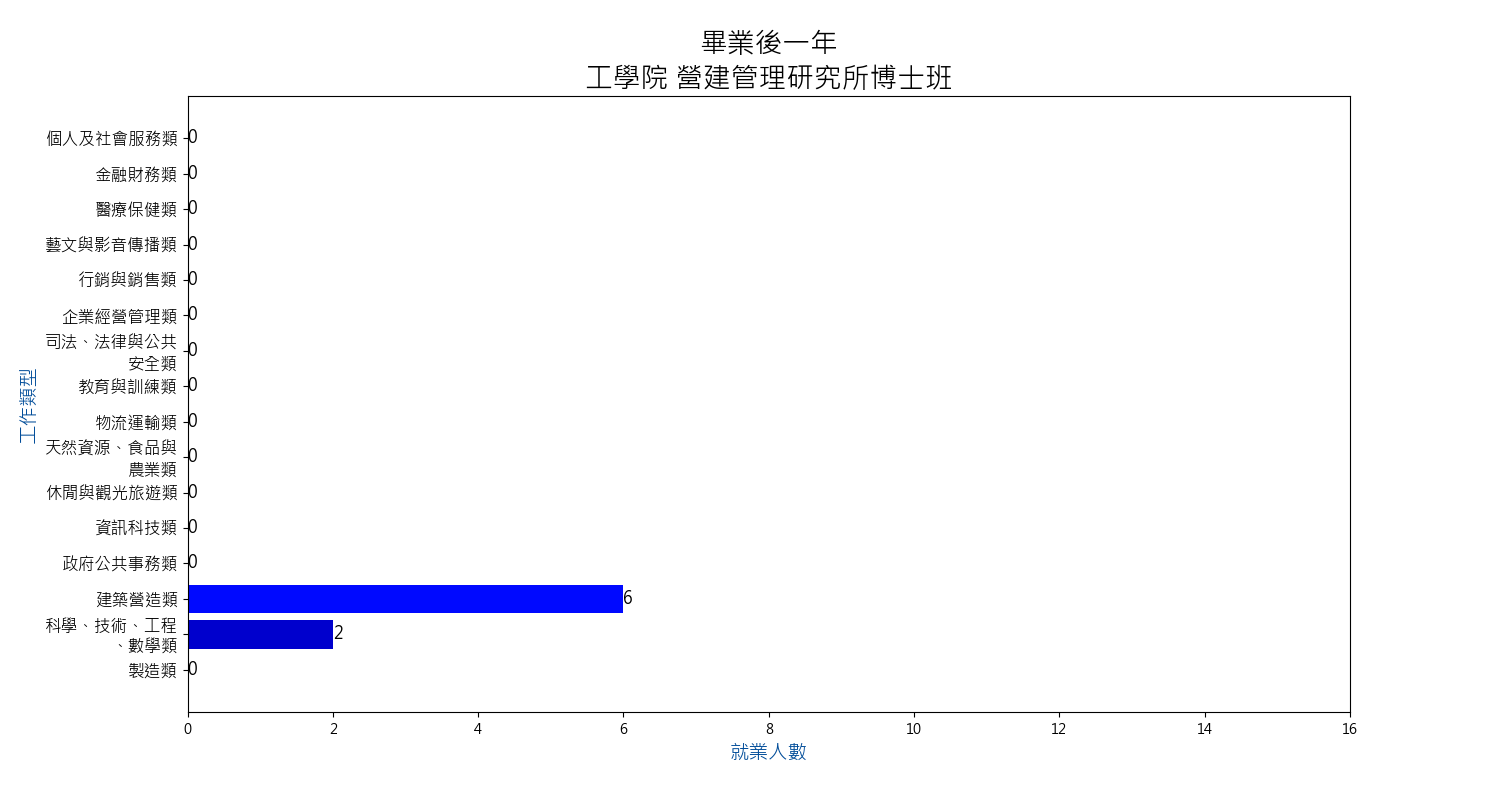 畢業後一年
工學院 營建管理研究所博士班
個人及社會服務類 0
金融財務類 0
醫療保健類 0
藝文與影音傳播類 0
行銷與銷售類 0
企業經營管理類 0
司法、法律與公共
安全類 0
教育與訓練類 0
物流運輸類 0
天然資源、食品與
農業類 0
休閒與觀光旅遊類 0
資訊科技類 0
政府公共事務類 0
建築營造類 6
科學、技術、工程
、數學類 2
製造類 0
工作類型
0 2 4 6 8 10 12 14 16
就業人數